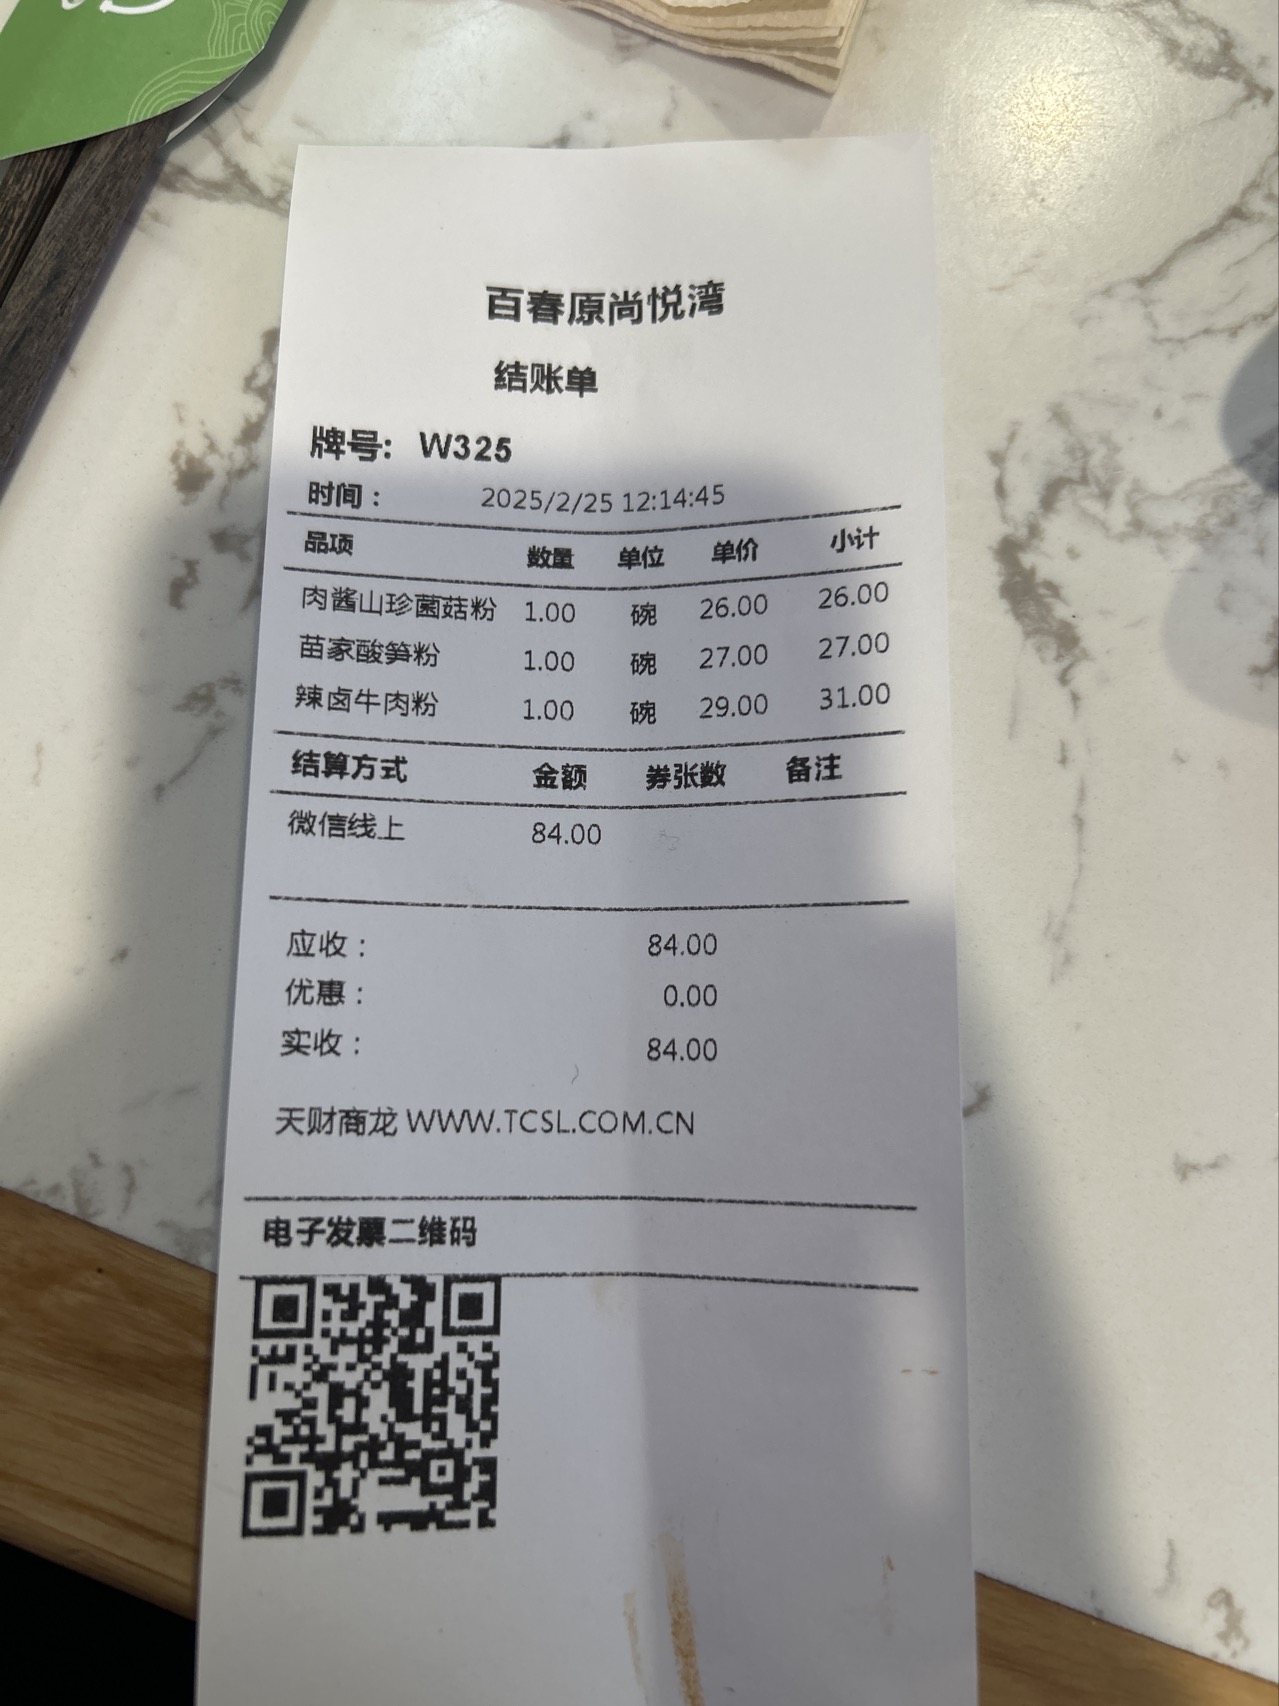 百春原尚悦湾
结账单
牌号: W325
时间： 2025/2/25 12:14:45
品项 数量 单位 单价 小计
肉酱山珍菌菇粉 1.00 碗 26.00 26.00
苗家酸笋粉 1.00 碗 27.00 27.00
辣卤牛肉粉 1.00 碗 29.00 31.00
结算方式 金额 券张数 备注
微信线上 84.00
应收： 84.00
优惠： 0.00
实收： 84.00
天财商龙 WWW.TCSL.COM.CN
电子发票二维码